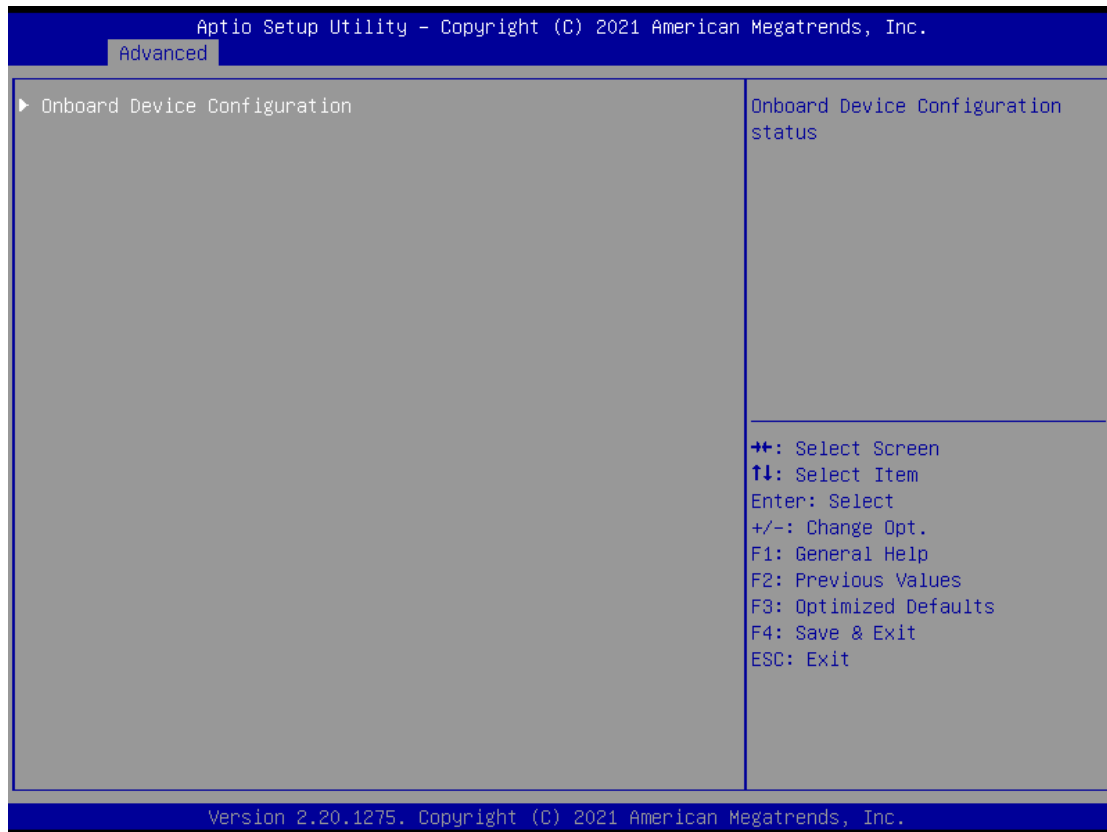 Aptio Setup Utility – Copyright (C) 2021 American Megatrends, Inc.
Advanced
▶ Onboard Device Configuration
Onboard Device Configuration
status
→←: Select Screen
↑↓: Select Item
Enter: Select
+/-: Change Opt.
F1: General Help
F2: Previous Values
F3: Optimized Defaults
F4: Save & Exit
ESC: Exit
Version 2.20.1275. Copyright (C) 2021 American Megatrends, Inc.